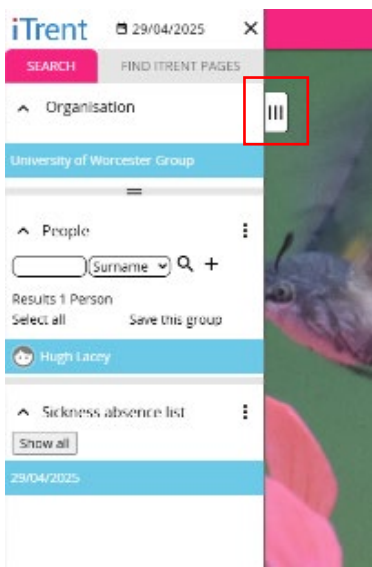 iTrent 29/04/2025
SEARCH FIND ITRENT PAGES
Organisation
University of Worcester Group
People
Surname
Results 1 Person
Select all Save this group
Hugh Lacey
Sickness absence list
Show all
29/04/2025